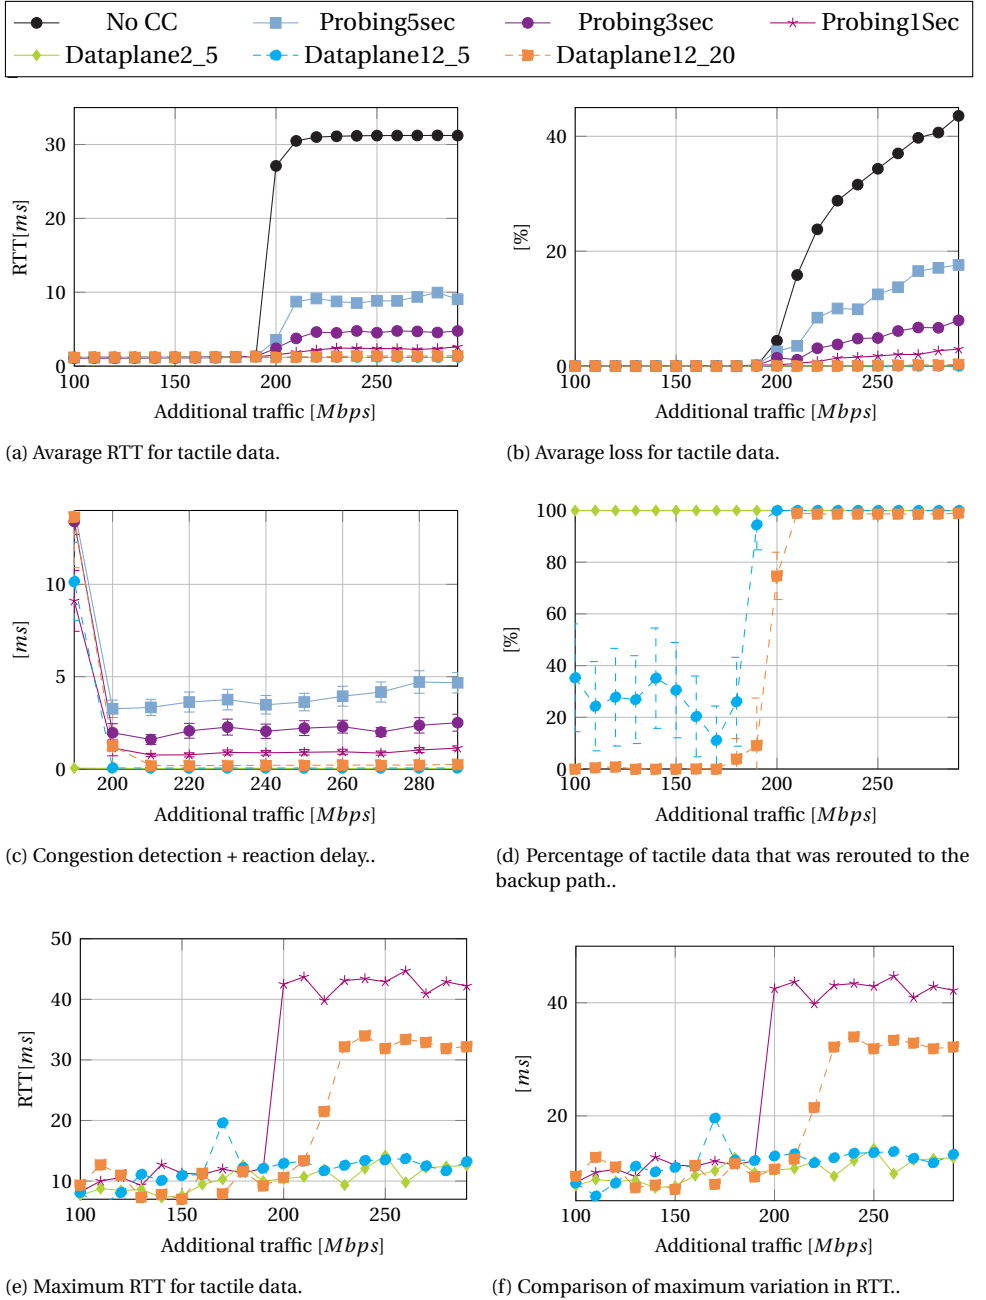 No CC Probing5sec Probing3sec Probing1Sec
Dataplane2_5 Dataplane12_5 Dataplane12_20
30
20
10
0
RTT[ms]
100 150 200 250
Additional traffic [Mbps]
(a) Avarage RTT for tactile data.
40
20
0
[%]
100 150 200 250
Additional traffic [Mbps]
(b) Avarage loss for tactile data.
10
5
0
[ms]
200 220 240 260 280
Additional traffic [Mbps]
(c) Congestion detection + reaction delay..
100
80
60
40
20
0
[%]
100 150 200 250
Additional traffic [Mbps]
(d) Percentage of tactile data that was rerouted to the
backup path..
50
40
30
20
10
RTT[ms]
100 150 200 250
Additional traffic [Mbps]
(e) Maximum RTT for tactile data.
40
20
[ms]
100 150 200 250
Additional traffic [Mbps]
(f) Comparison of maximum variation in RTT..